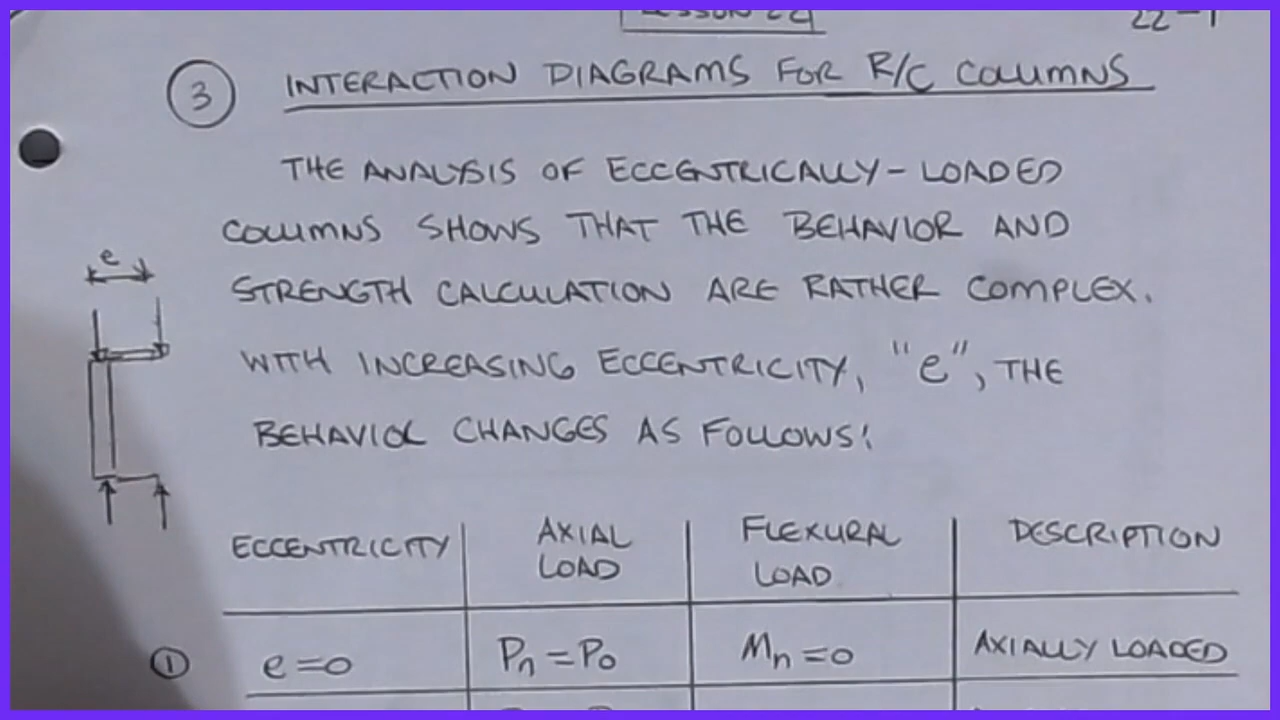 22-1
3 INTERACTION DIAGRAMS FOR R/C COLUMNS
THE ANALYSIS OF ECCENTRICALLY-LOADED
COLUMNS SHOWS THAT THE BEHAVIOR AND
STRENGTH CALCULATION ARE RATHER COMPLEX.
WITH INCREASING ECCENTRICITY, "e", THE
BEHAVIOR CHANGES AS FOLLOWS:
e
ECCENTRICITY AXIAL LOAD FLEXURAL LOAD DESCRIPTION
1 e=0 Pn=Po Mn=0 AXIALLY LOADED